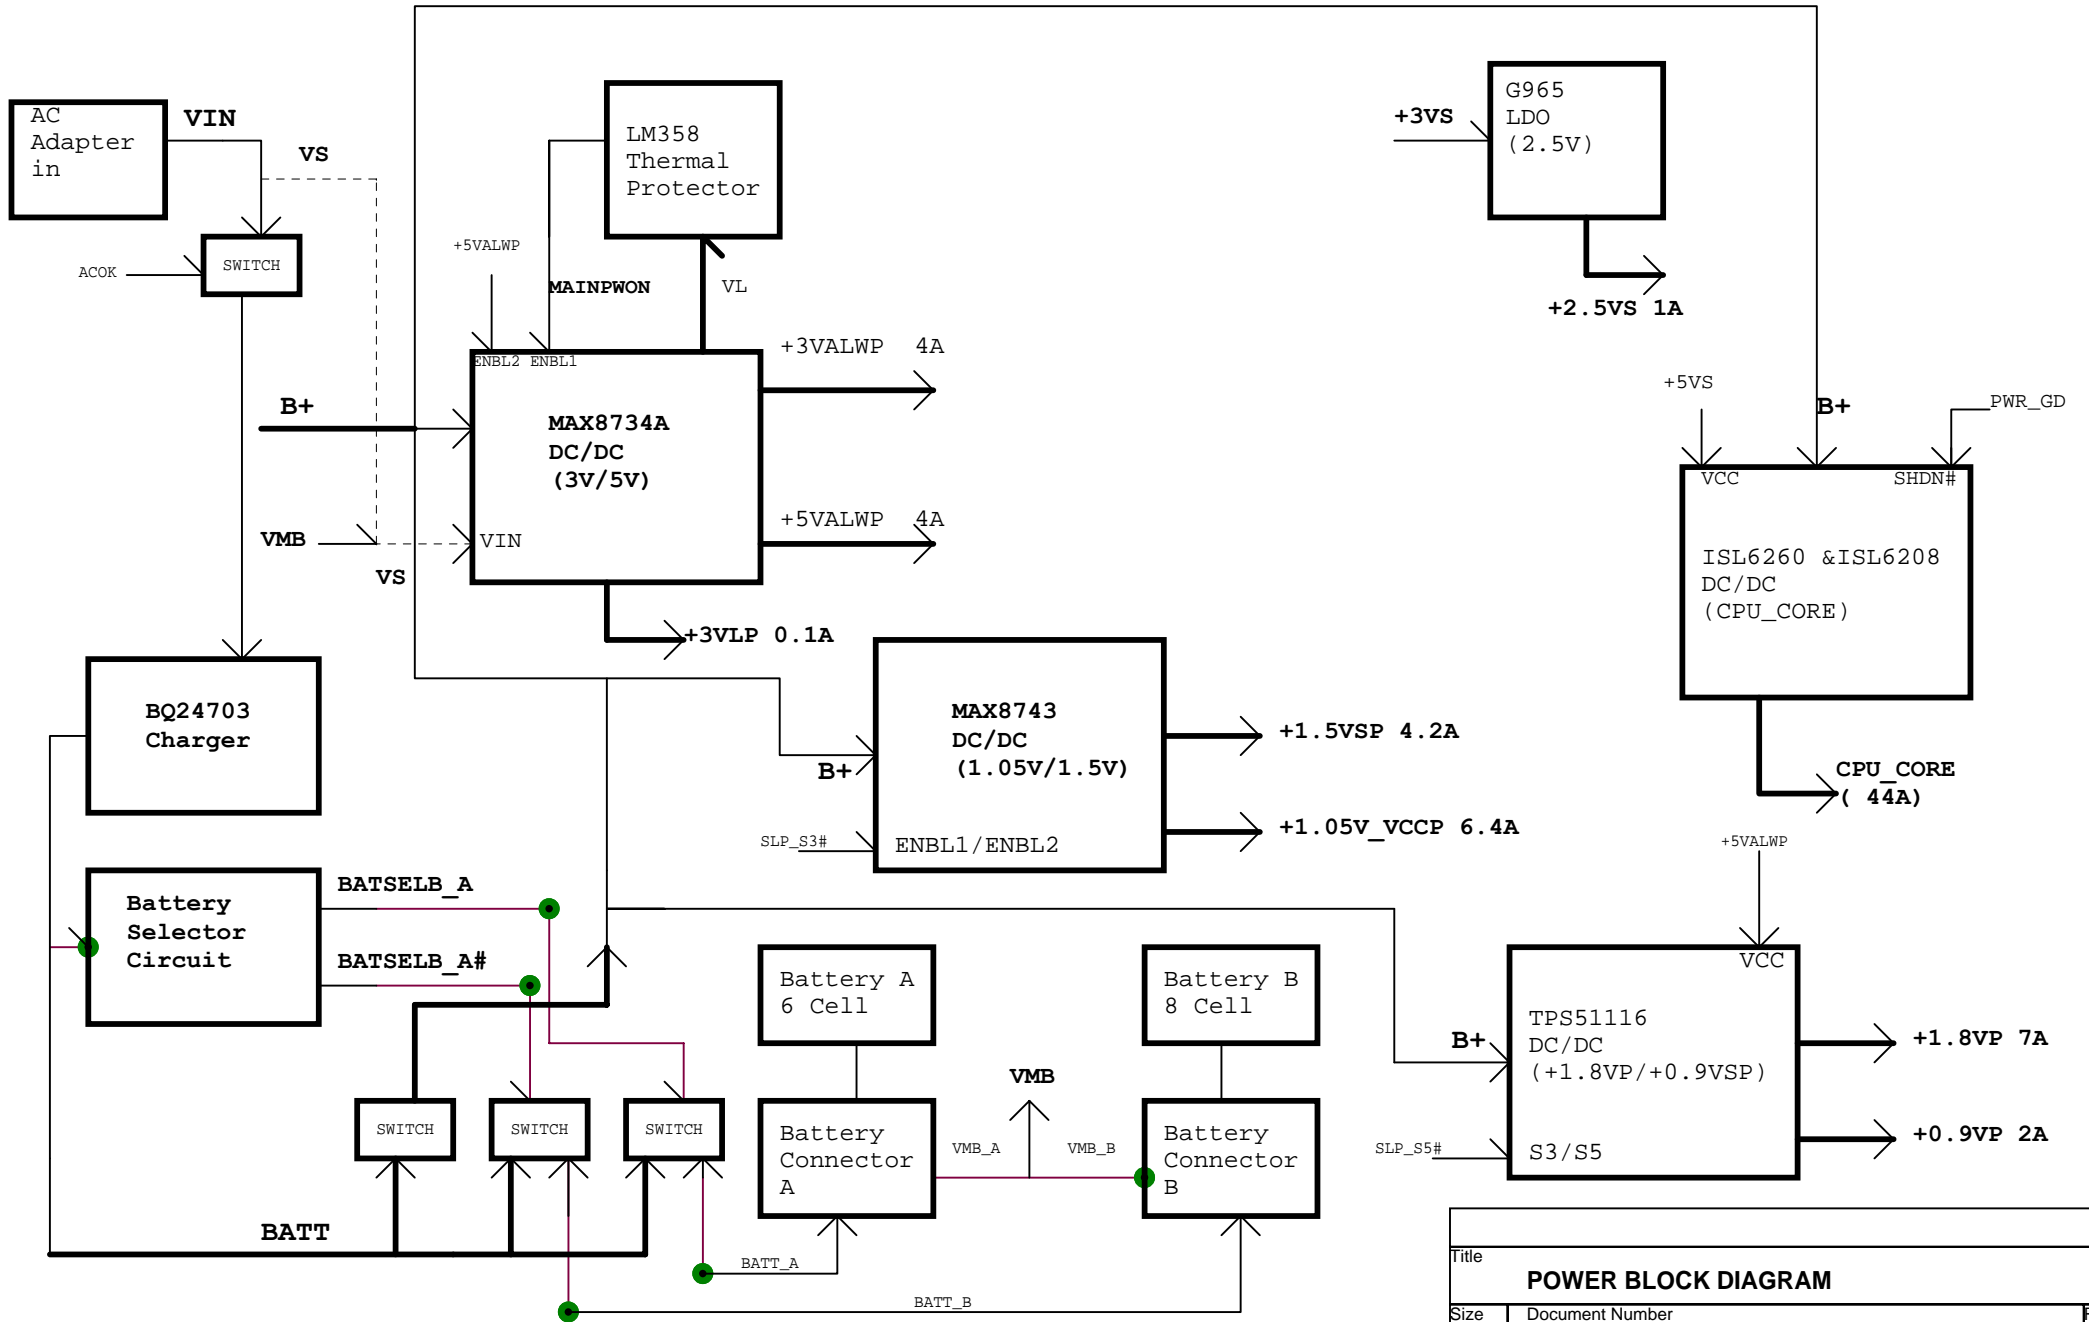 AC
Adapter
in
VIN
VS
SWITCH
ACOK
LM358
Thermal
Protector
+5VALWP
MAINPWON
VL
ENBL2 ENBL1
MAX8734A
DC/DC
(3V/5V)
VIN
B+
VMB
VS
+3VALWP 4A
+5VALWP 4A
+3VLP 0.1A
+3VS
G965
LDO
(2.5V)
+2.5VS 1A
+5VS
B+
PWR_GD
VCC
SHDN#
ISL6260 &ISL6208
DC/DC
(CPU_CORE)
CPU_CORE
( 44A)
BQ24703
Charger
MAX8743
DC/DC
(1.05V/1.5V)
B+
SLP_S3#
ENBL1/ENBL2
+1.5VSP 4.2A
+1.05V_VCCP 6.4A
Battery
Selector
Circuit
BATSELB_A
BATSELB_A#
SWITCH
SWITCH
SWITCH
BATT
BATT_A
BATT_B
Battery A
6 Cell
Battery B
8 Cell
Battery
Connector
A
VMB
VMB_A
VMB_B
Battery
Connector
B
+5VALWP
VCC
B+
TPS51116
DC/DC
(+1.8VP/+0.9VSP)
SLP_S5#
S3/S5
+1.8VP 7A
+0.9VP 2A
Title
POWER BLOCK DIAGRAM
Size
Document Number